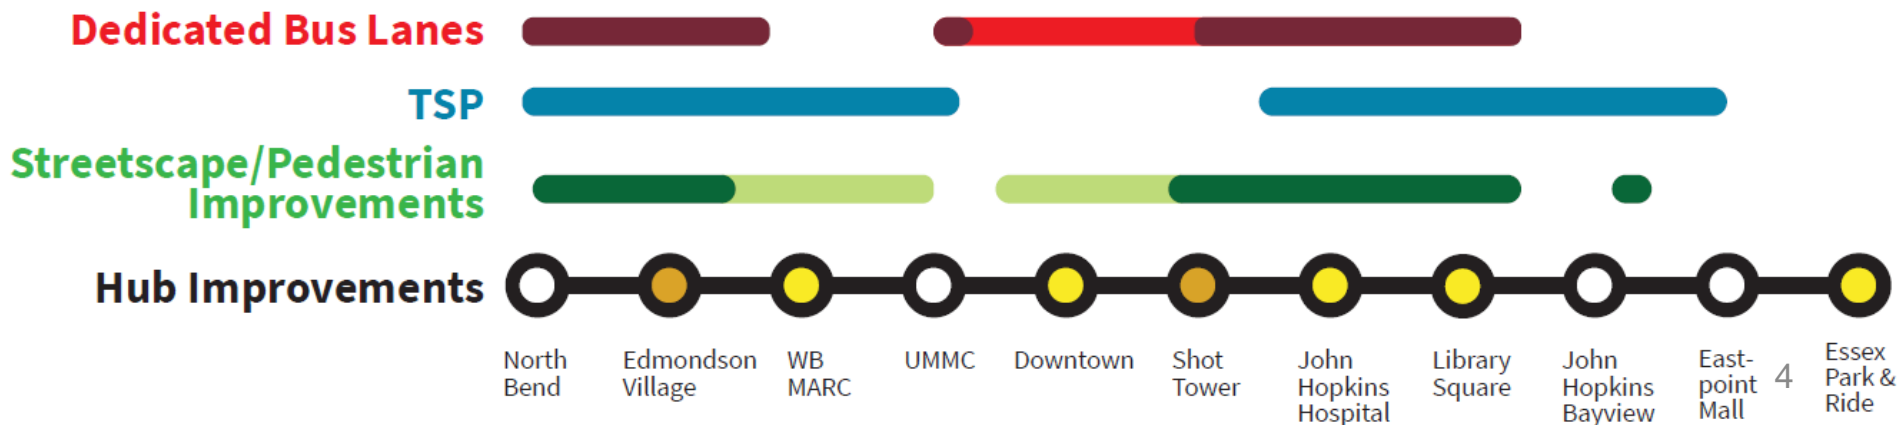 Dedicated Bus Lanes
TSP
Streetscape/Pedestrian
Improvements
Hub Improvements
North
Bend
Edmondson
Village
WB
MARC
UMMC
Downtown
Shot
Tower
John
Hopkins
Hospital
Library
Square
John
Hopkins
Bayview
East-
point
Mall
4
Essex
Park &
Ride